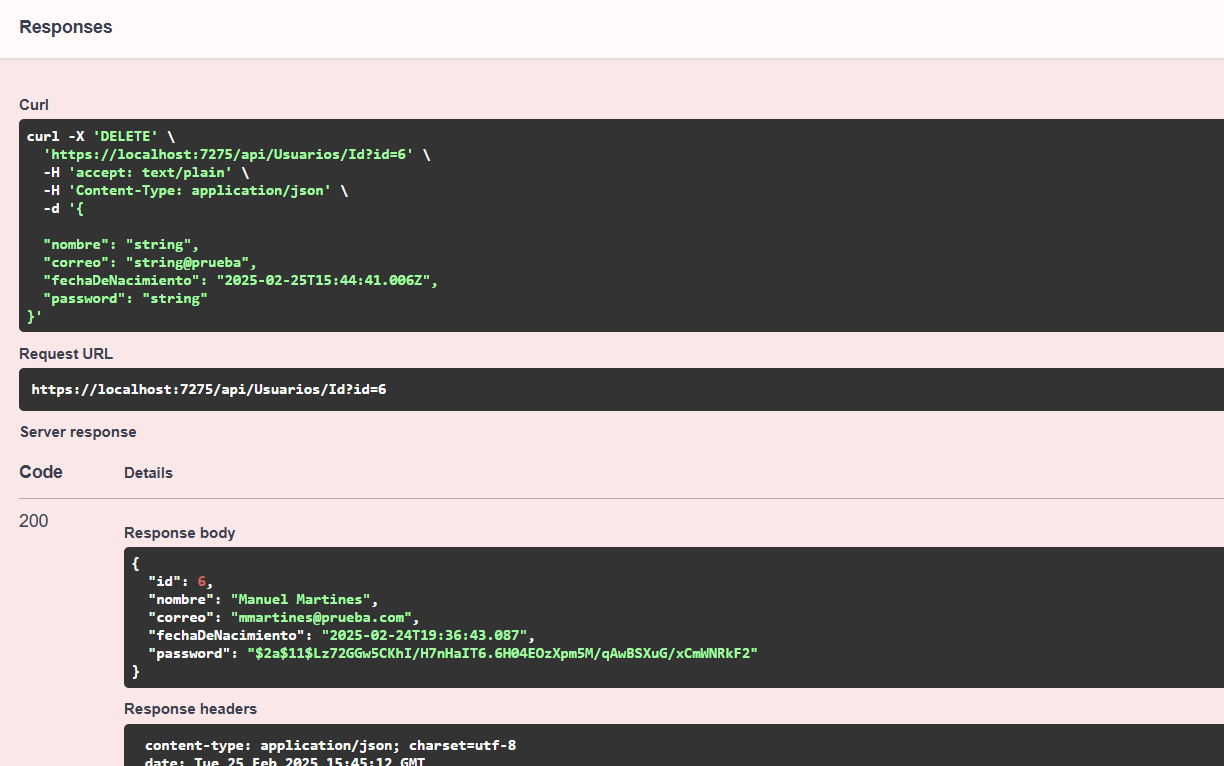 Responses
Curl
curl -X 'DELETE' \
'https://localhost:7275/api/Usuarios/Id?id=6' \
-H 'accept: text/plain' \
-H 'Content-Type: application/json' \
-d '{
"nombre": "string",
"correo": "string@prueba",
"fechaDeNacimiento": "2025-02-25T15:44:41.006Z",
"password": "string"
}'
Request URL
https://localhost:7275/api/Usuarios/Id?id=6
Server response
Code Details
200
Response body
{
"id": 6,
"nombre": "Manuel Martines",
"correo": "mmartines@prueba.com",
"fechaDeNacimiento": "2025-02-24T19:36:43.087",
"password": "$2a$11$Lz72GGw5CKhI/H7nHaIT6.6H04EOzXpm5M/qAwBSXuG/xCmWNRkF2"
}
Response headers
content-type: application/json; charset=utf-8
date: Tue,25 Feb 2025 15:45:12 GMT